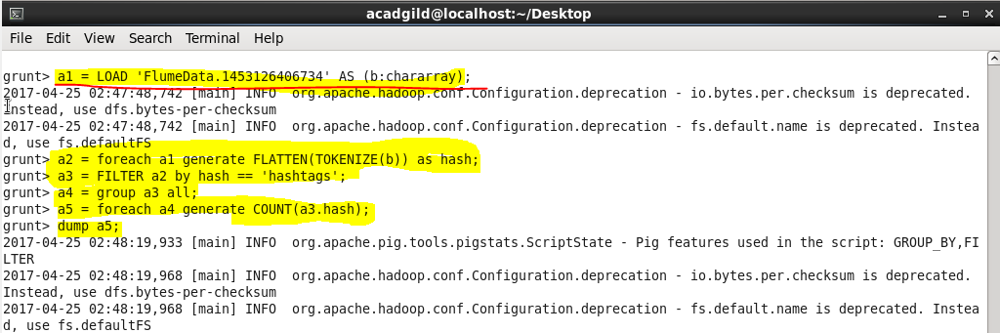 acadgild@localhost:~/Desktop
File Edit View Search Terminal Help
grunt> a1 = LOAD 'FlumeData.1453126406734' AS (b:chararray);
2017-04-25 02:47:48,742 [main] INFO  org.apache.hadoop.conf.Configuration.deprecation - io.bytes.per.checksum is deprecated.
Instead, use dfs.bytes-per-checksum
2017-04-25 02:47:48,742 [main] INFO  org.apache.hadoop.conf.Configuration.deprecation - fs.default.name is deprecated. Instea
d, use fs.defaultFS
grunt> a2 = foreach a1 generate FLATTEN(TOKENIZE(b)) as hash;
grunt> a3 = FILTER a2 by hash == 'hashtags';
grunt> a4 = group a3 all;
grunt> a5 = foreach a4 generate COUNT(a3.hash);
grunt> dump a5;
2017-04-25 02:48:19,933 [main] INFO  org.apache.pig.tools.pigstats.ScriptState - Pig features used in the script: GROUP_BY,FI
LTER
2017-04-25 02:48:19,968 [main] INFO  org.apache.hadoop.conf.Configuration.deprecation - io.bytes.per.checksum is deprecated.
Instead, use dfs.bytes-per-checksum
2017-04-25 02:48:19,968 [main] INFO  org.apache.hadoop.conf.Configuration.deprecation - fs.default.name is deprecated. Instea
d, use fs.defaultFS